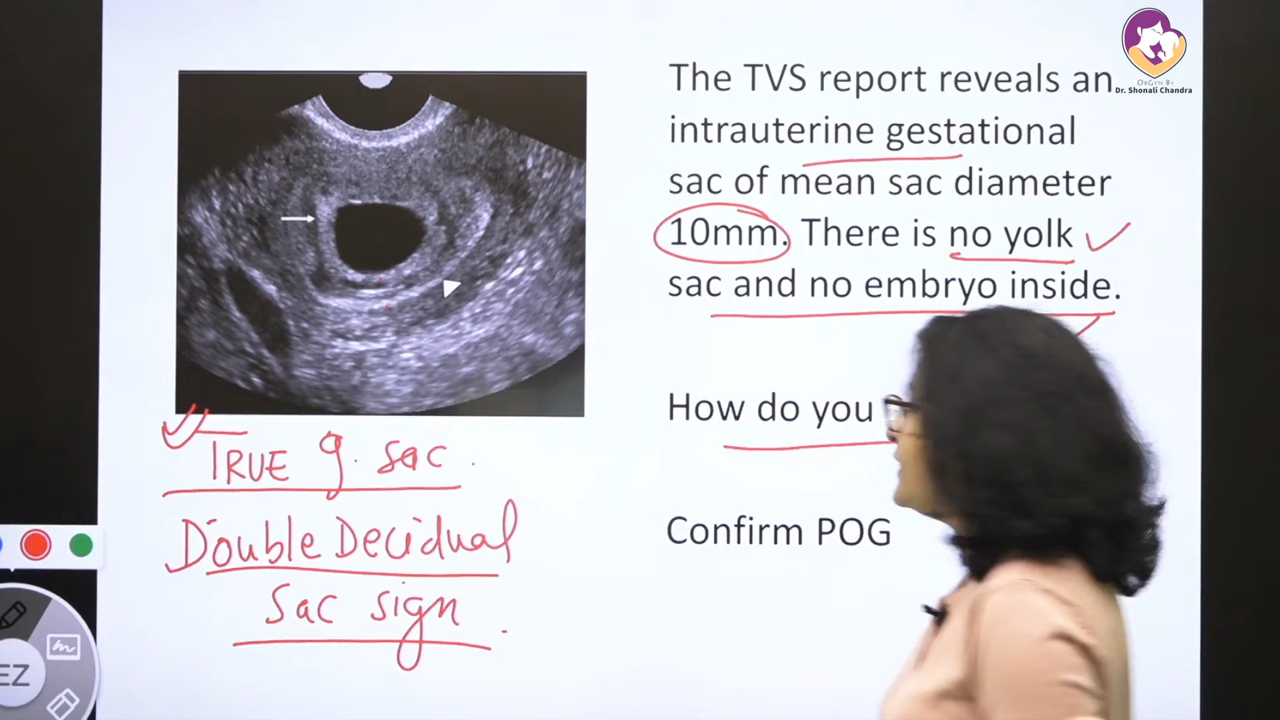 The TVS report reveals an
intrauterine gestational
sac of mean sac diameter
10mm. There is no yolk
sac and no embryo inside.
How do you
Confirm POG
TRUE g. sac.
Double Decidual
Sac sign.
OBGYN By
Dr. Shonali Chandra
EZ